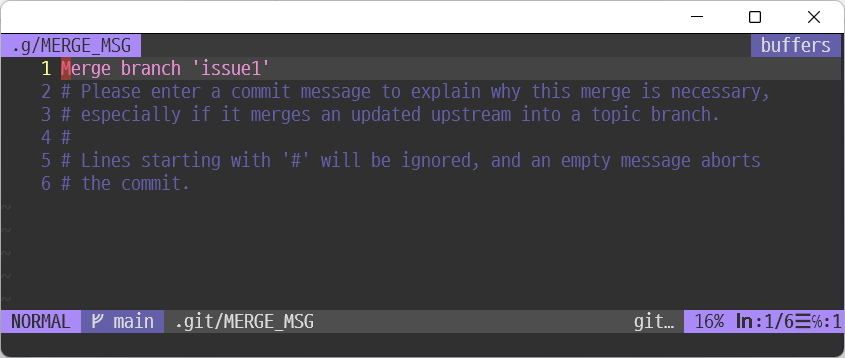 .g/MERGE_MSG buffers
1 Merge branch 'issue1'
2 # Please enter a commit message to explain why this merge is necessary,
3 # especially if it merges an updated upstream into a topic branch.
4 #
5 # Lines starting with '#' will be ignored, and an empty message aborts
6 # the commit.
~
~
~
~
~
NORMAL main .git/MERGE_MSG git… 16% ln:1/6☰℅:1